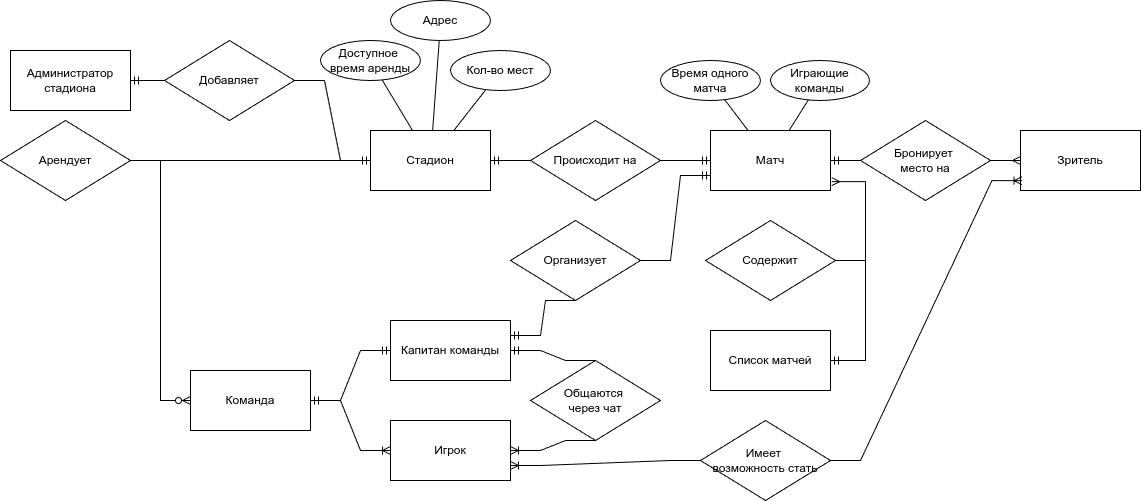 Адрес
Доступное
время аренды
Кол-во мест
Время одного
матча
Играющие
команды
Администратор
стадиона
Добавляет
Арендует
Стадион
Происходит на
Матч
Бронирует
место на
Зритель
Организует
Содержит
Капитан команды
Список матчей
Команда
Общаются
через чат
Игрок
Имеет
возможность стать